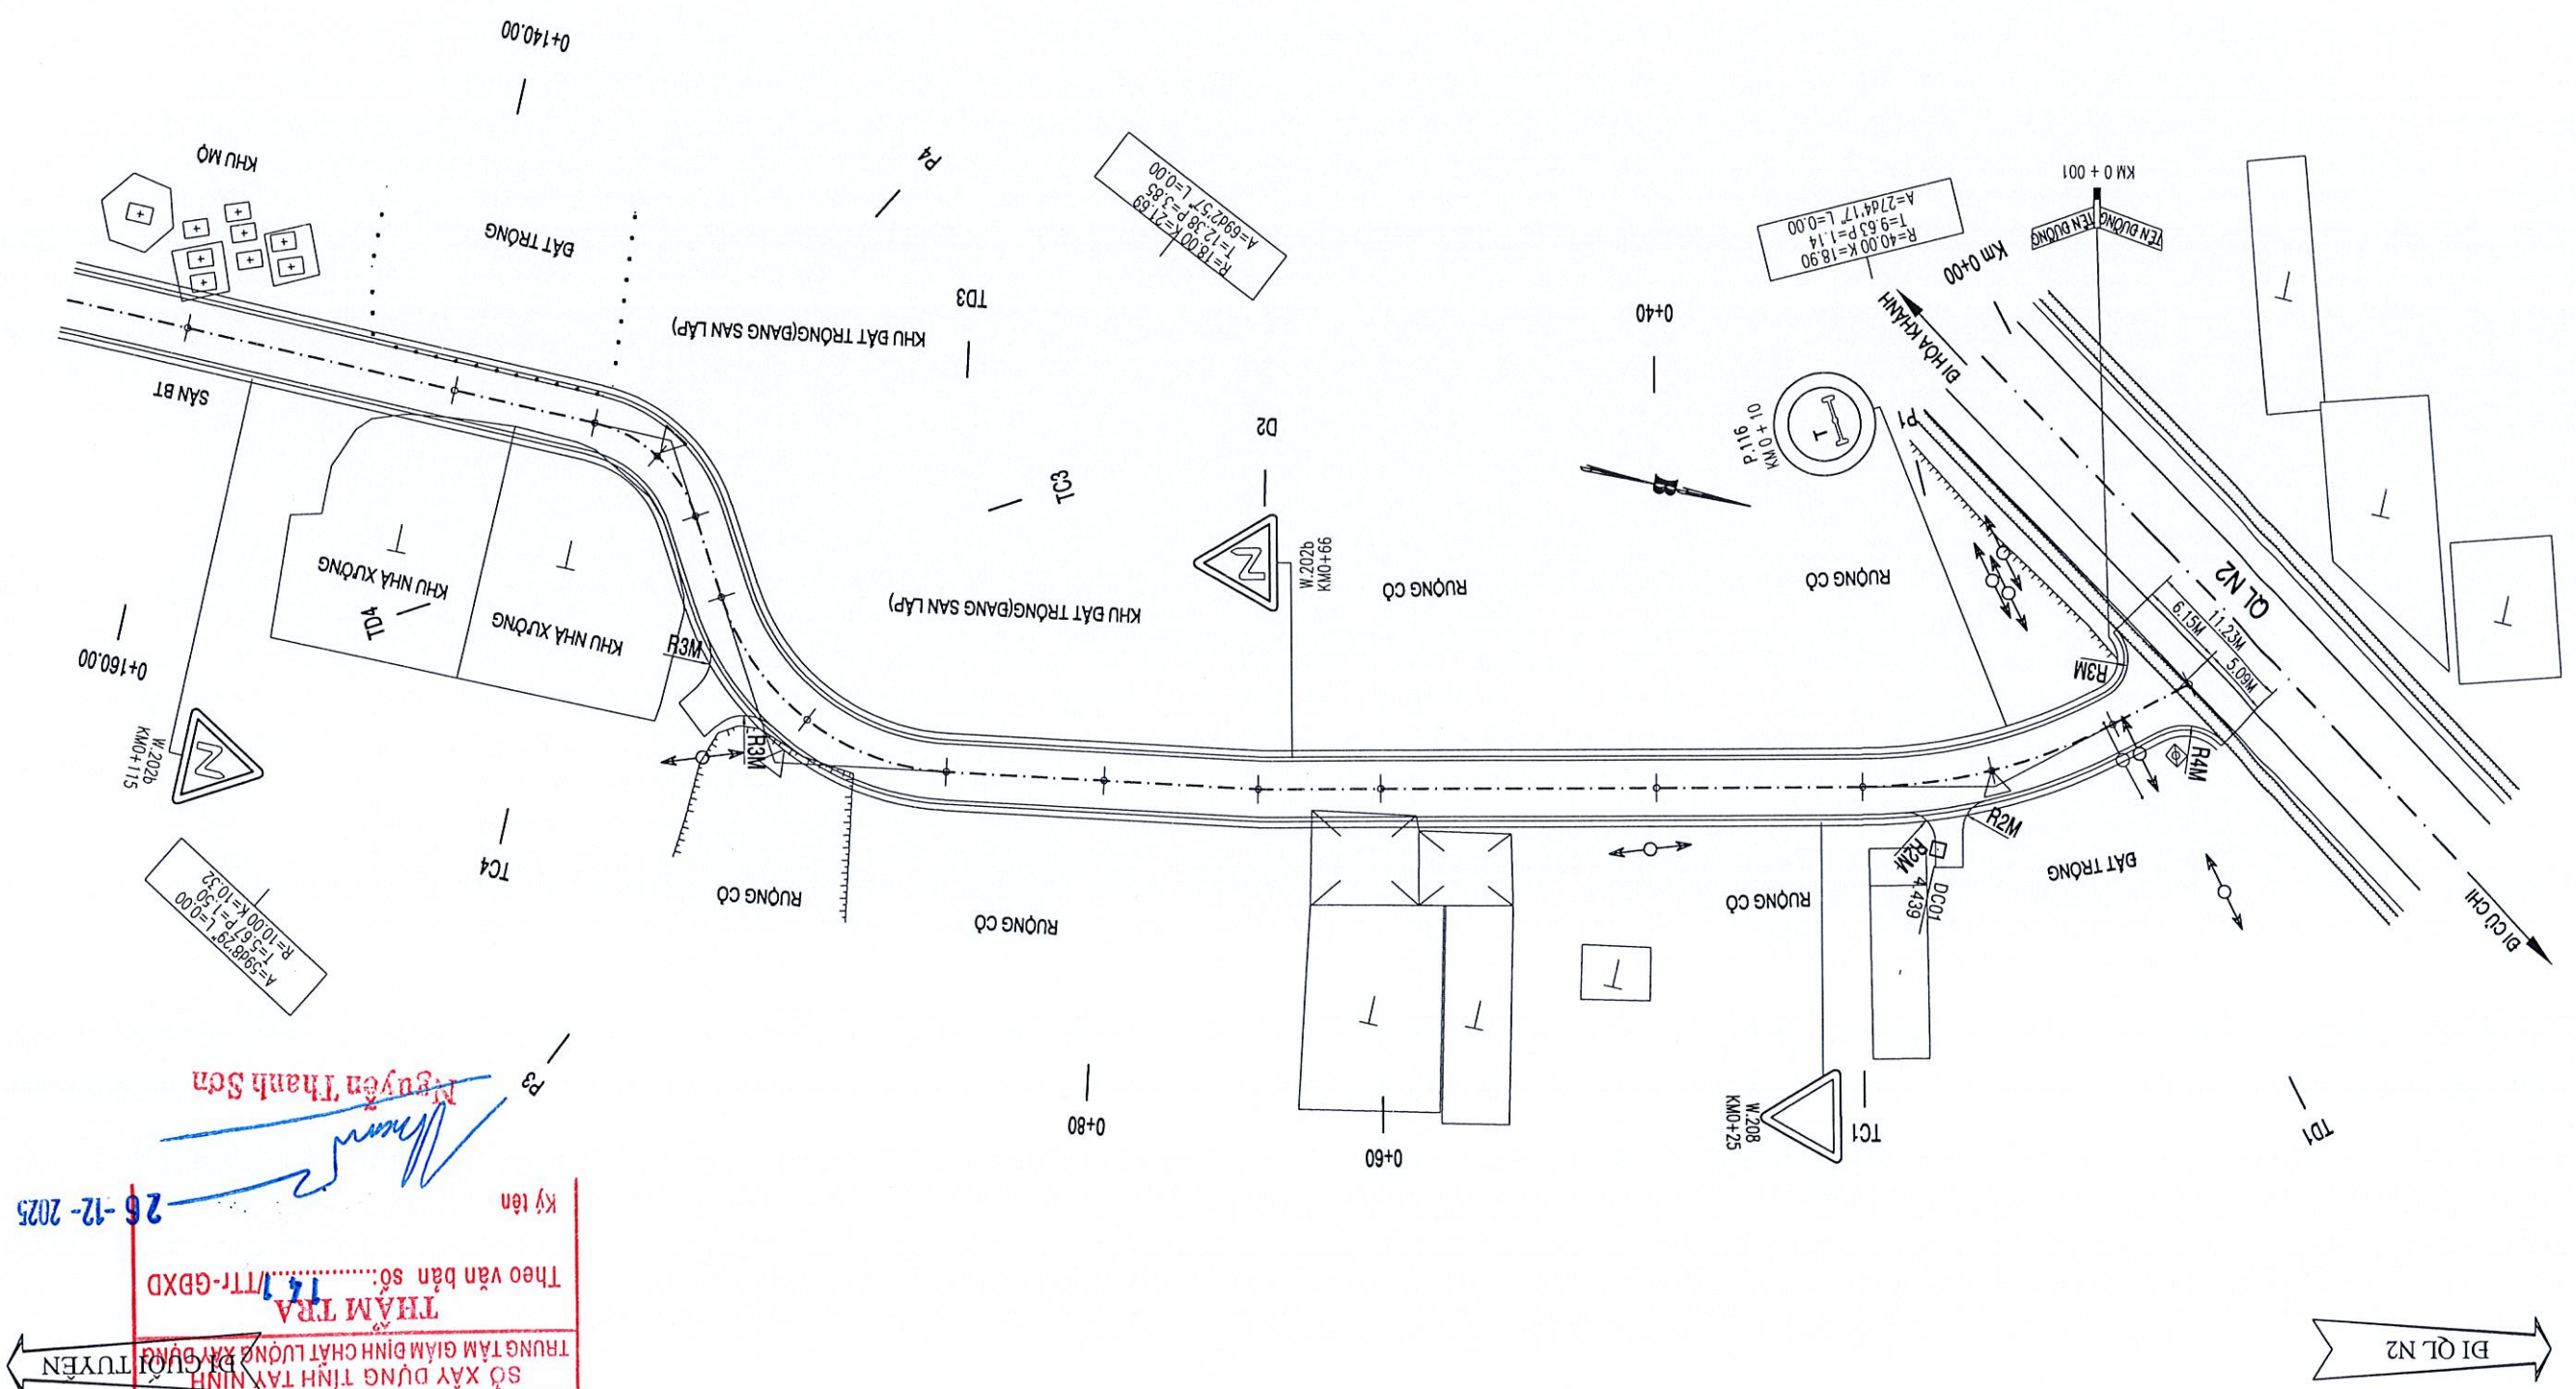 ĐI QL N2
SỞ XÂY DỰNG TỈNH TÂY NINH
TRUNG TÂM GIÁM ĐỊNH CHẤT LƯỢNG XÂY DỰNG
ĐI CUỐI TUYẾN
THẨM TRA
Theo văn bản số:..........141/TTr-GĐXD
Ký tên
26-12-2025
Nguyễn Thanh Sơn
TD1
TC1
W.208
KM0+25
0+60
0+80
P3
A=59d8'29" L=0.00
T=5.67 P=1.50
R=10.00 K=10.32
ĐI CỦ CHI
ĐẤT TRỐNG
DC01
4.439
R2M
R2M
RUỘNG CỎ
RUỘNG CỎ
RUỘNG CỎ
TC4
R4M
R3M
W.202b
KM0+115
0+160.00
5.09M
11.23M
6.15M
QL N2
R3M
R3M
RUỘNG CỎ
RUỘNG CỎ
W.202b
KM0+66
KHU ĐẤT TRỐNG(ĐANG SAN LẤP)
KHU NHÀ XƯỞNG
KHU NHÀ XƯỞNG
TD4
B
TC3
P1
P.116
KM 0 + 10
T
D2
SÂN BT
ĐI HÒA KHÁNH
0+40
TD3
KHU ĐẤT TRỐNG(ĐANG SAN LẤP)
Km 0+00
TÊN ĐƯỜNG
TÊN ĐƯỜNG
KM 0 + 001
R=40.00 K=18.90
T=9.63 P=1.14
A=27d4'17" L=0.00
R=18.00 K=21.69
T=12.38 P=3.85
A=69d2'57" L=0.00
ĐẤT TRỐNG
P4
KHU MỘ
0+140.00